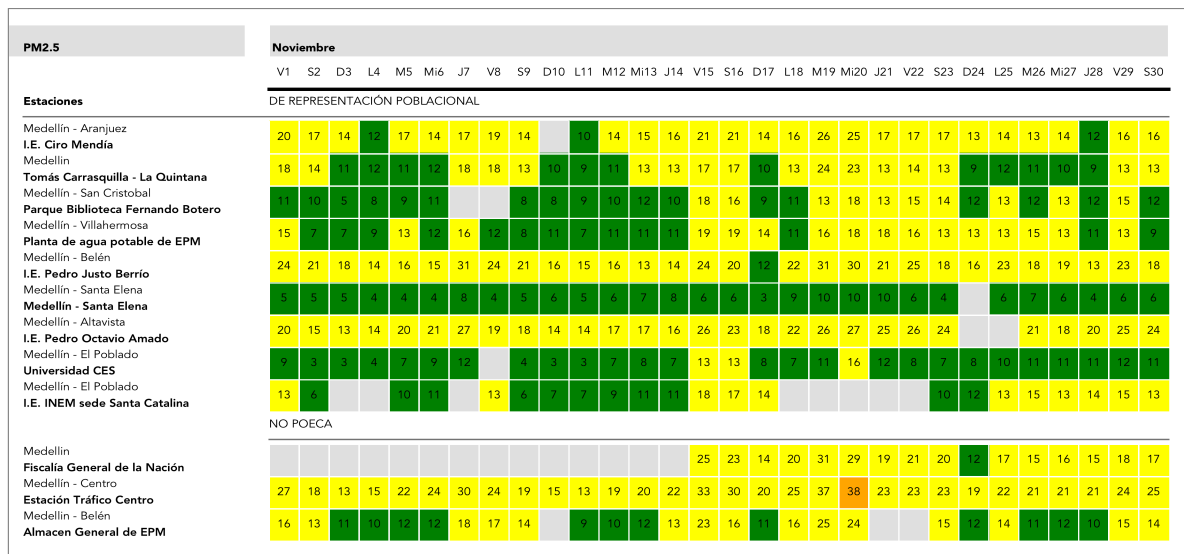 PM2.5
Noviembre
V1 S2 D3 L4 M5 Mi6 J7 V8 S9 D10 L11 M12 Mi13 J14 V15 S16 D17 L18 M19 Mi20 J21 V22 S23 D24 L25 M26 Mi27 J28 V29 S30
Estaciones DE REPRESENTACIÓN POBLACIONAL
Medellín - Aranjuez
I.E. Ciro Mendía
20 17 14 12 17 14 17 19 14 10 14 15 16 21 21 14 16 26 25 17 17 17 13 14 13 14 12 16 16
Medellin
Tomás Carrasquilla - La Quintana
18 14 11 12 11 12 18 18 13 10 9 11 13 13 17 17 10 13 24 23 13 14 13 9 12 11 10 9 13 13
Medellín - San Cristobal
Parque Biblioteca Fernando Botero
11 10 5 8 9 11 8 8 9 10 12 10 18 16 9 11 13 18 13 15 14 12 13 12 13 12 15 12
Medellín - Villahermosa
Planta de agua potable de EPM
15 7 7 9 13 12 16 12 8 11 7 11 11 11 19 19 14 11 16 18 18 16 13 13 14 13 13 11 13 9
Medellín - Belén
I.E. Pedro Justo Berrío
24 21 18 14 16 15 31 24 21 16 15 16 13 14 24 20 12 22 31 30 21 25 18 16 23 18 19 13 23 18
Medellín - Santa Elena
Medellín - Santa Elena
5 5 5 4 4 4 8 4 5 6 5 6 7 8 6 6 3 9 10 10 10 6 4 6 7 6 4 6 6
Medellín - Altavista
I.E. Pedro Octavio Amado
20 15 13 14 20 21 27 19 18 14 14 17 17 16 26 23 18 22 26 27 25 26 24 21 18 20 25 24
Medellín - El Poblado
Universidad CES
9 3 3 4 7 9 12 4 3 3 7 8 7 13 13 8 7 11 16 12 8 7 8 10 11 11 11 12 11
Medellín - El Poblado
I.E. INEM sede Santa Catalina
13 6 10 11 13 6 7 7 9 11 11 18 17 14 10 12 13 15 13 14 15 13
NO POECA
Medellin
Fiscalía General de la Nación
25 23 14 20 31 29 19 21 20 12 17 15 16 15 18 17
Medellín - Centro
Estación Tráfico Centro
27 18 13 15 22 24 30 24 19 15 13 19 20 22 33 30 20 25 37 38 23 23 23 19 22 21 21 21 24 25
Medellin - Belén
Almacen General de EPM
16 13 11 10 12 12 18 17 14 9 10 12 13 23 16 11 16 25 24 15 12 14 11 12 10 15 14